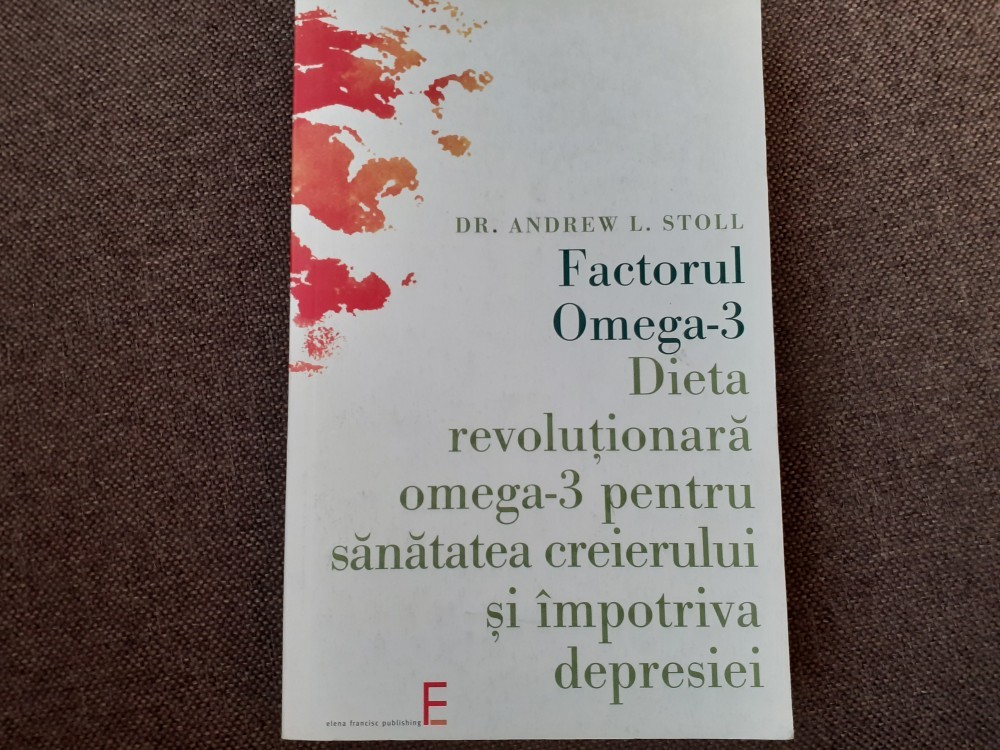 DR. ANDREW L. STOLL
Factorul
Omega-3
Dieta
revoluționară
omega-3 pentru
sănătatea creierului
și împotriva
depresiei
elena francisc publishing